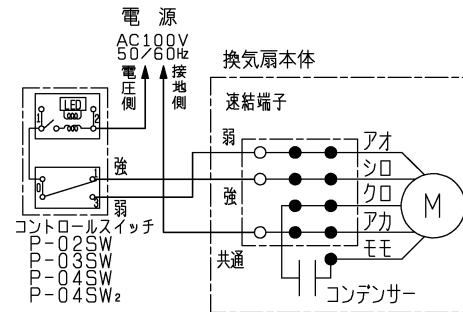 電 源
AC100V
50/60Hz
電圧側
接地側
換気扇本体
速結端子
LED
1
2
弱
アオ
シロ
強
1
0
3
強
クロ
M
弱
アカ
コントロールスイッチ
P-02SW
P-03SW
P-04SW
P-04SW₂
共通
モモ
コンデンサー